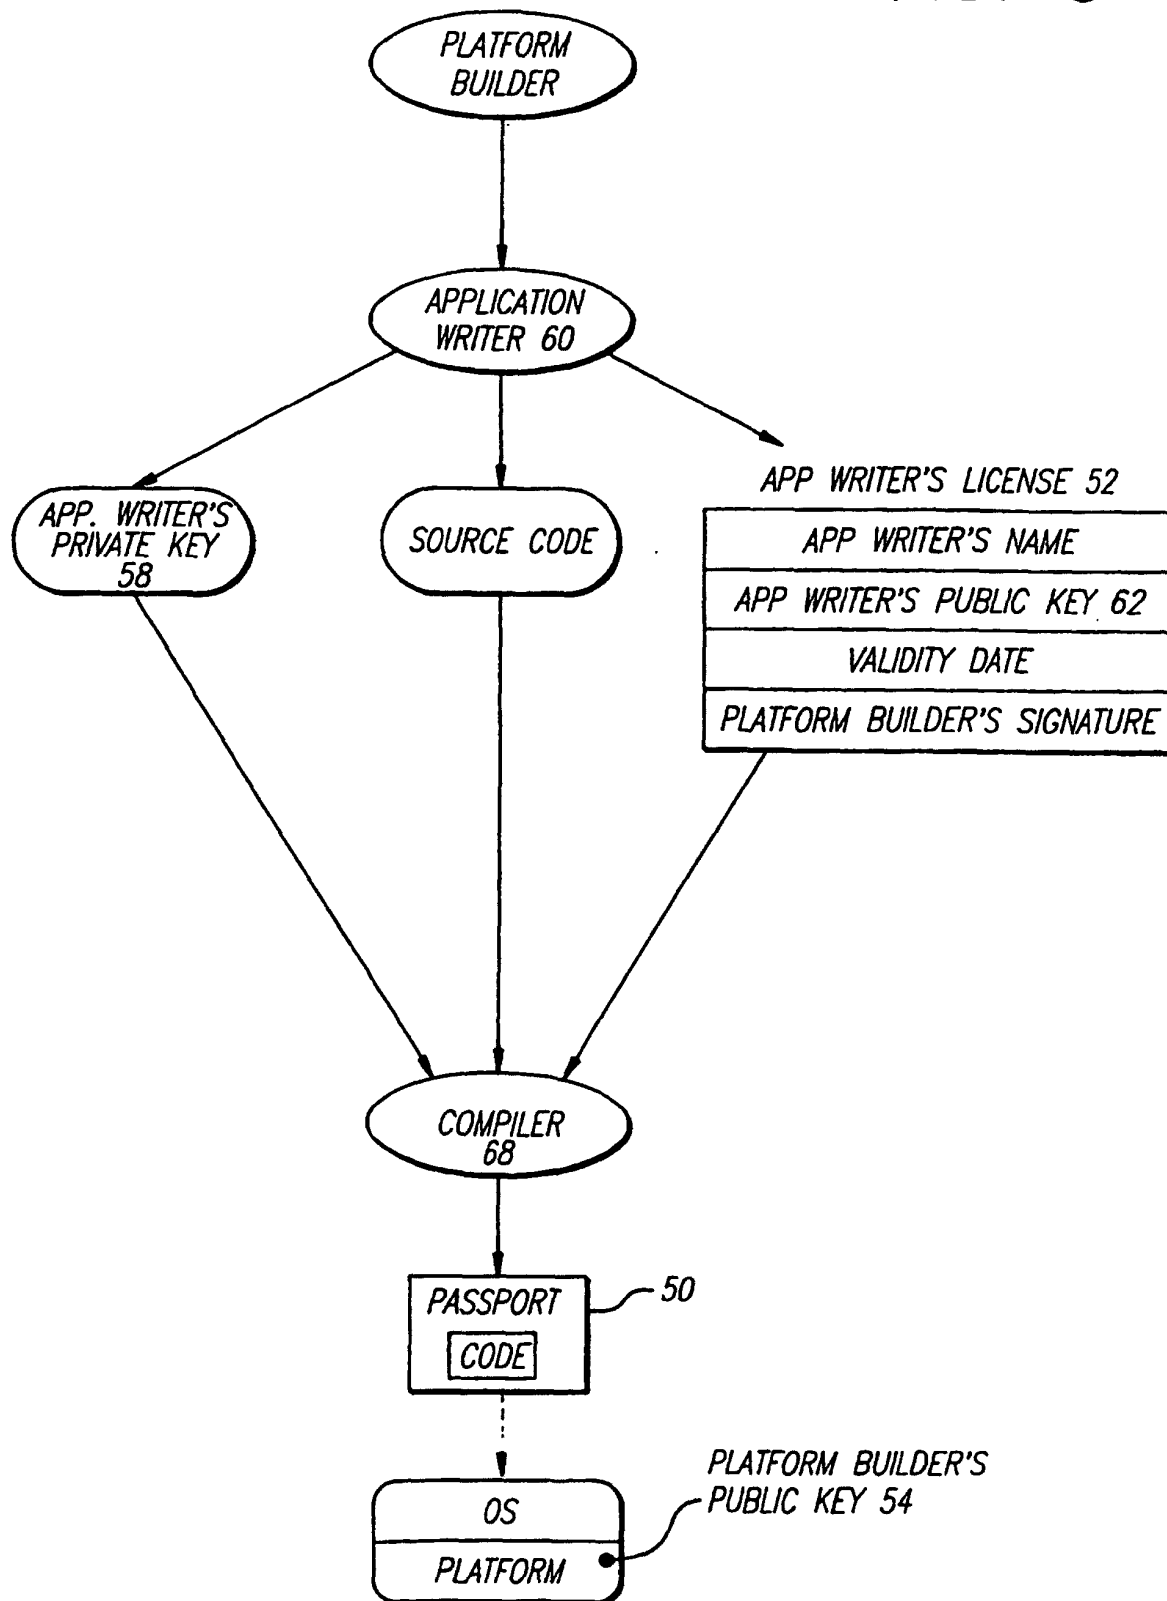 PLATFORM
BUILDER
APPLICATION
WRITER 60
APP. WRITER'S
PRIVATE KEY
58
SOURCE CODE
APP WRITER'S LICENSE 52
APP WRITER'S NAME
APP WRITER'S PUBLIC KEY 62
VALIDITY DATE
PLATFORM BUILDER'S SIGNATURE
COMPILER
68
PASSPORT
50
CODE
OS
PLATFORM
PLATFORM BUILDER'S
PUBLIC KEY 54